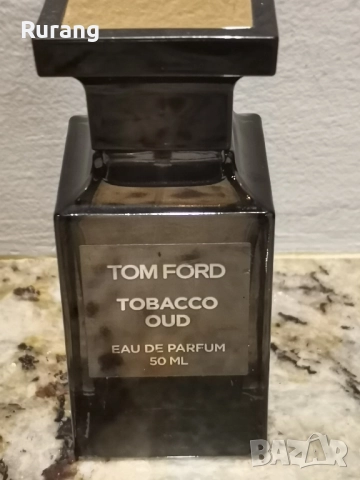 Rurang
TOM FORD
TOBACCO
OUD
EAU DE PARFUM
50 ML
BAZAR